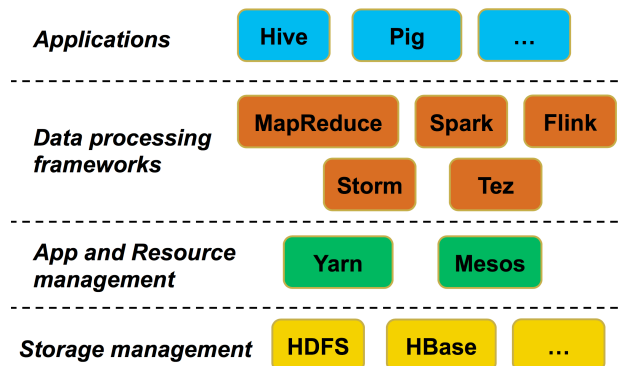 Applications
Hive Pig ...
Data processing
frameworks
MapReduce Spark Flink
Storm Tez
App and Resource
management
Yarn Mesos
Storage management
HDFS HBase ...